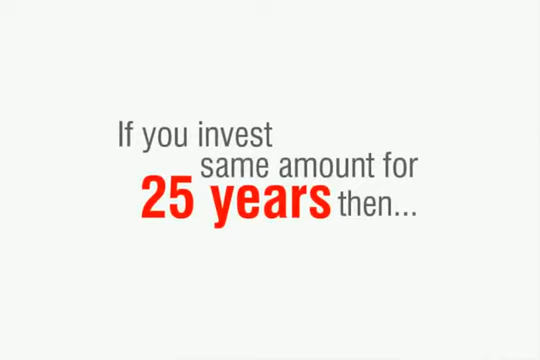 If you invest
same amount for
25 years then...